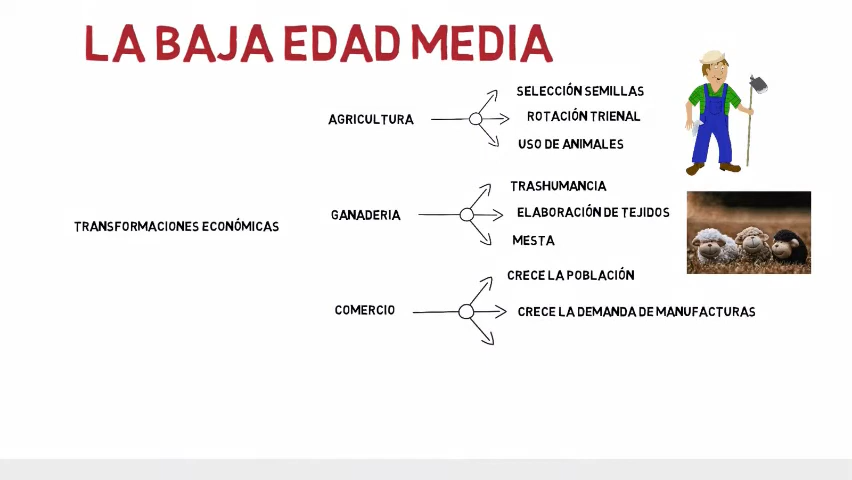 LA BAJA EDAD MEDIA
SELECCIÓN SEMILLAS
AGRICULTURA
ROTACIÓN TRIENAL
USO DE ANIMALES
TRASHUMANCIA
GANADERIA
ELABORACIÓN DE TEJIDOS
TRANSFORMACIONES ECONÓMICAS
MESTA
CRECE LA POBLACIÓN
COMERCIO
CRECE LA DEMANDA DE MANUFACTURAS